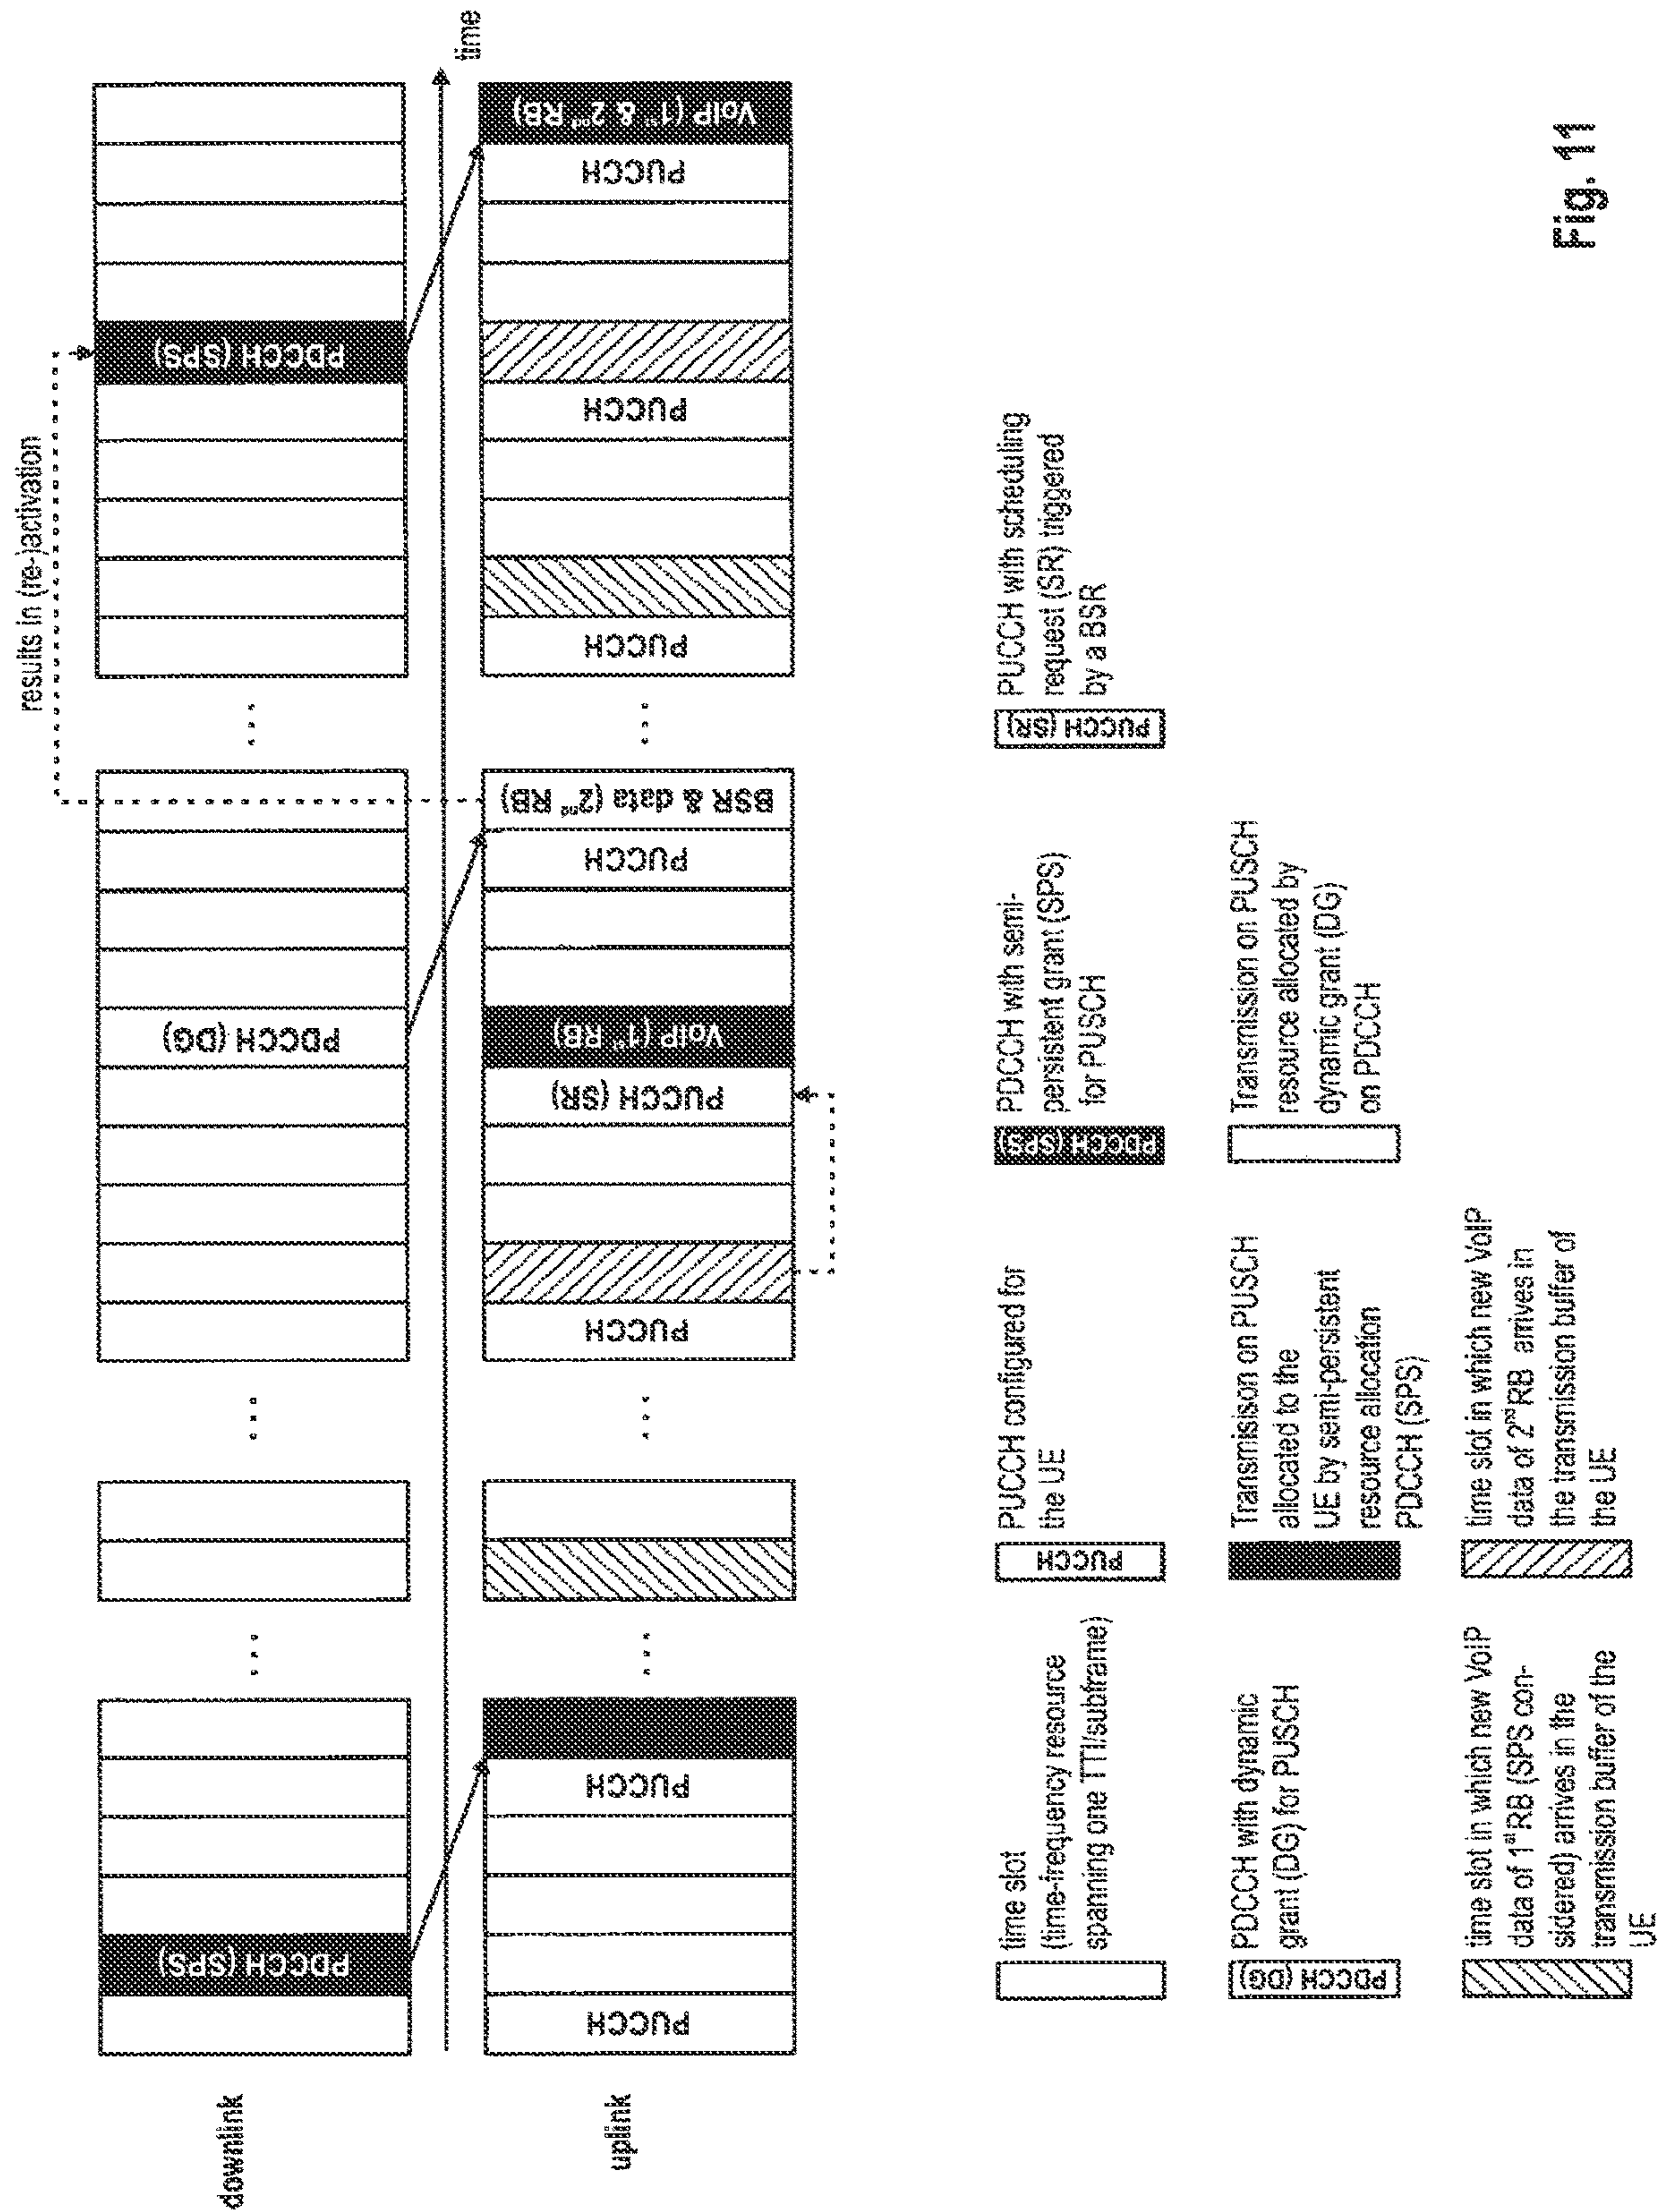 results in (re-)activation
downlink
PDCCH (SPS)
...
...
PDCCH (DG)
...
PDCCH (SPS)
time
uplink
PUCCH
PUCCH
...
...
PUCCH
PUCCH (SR)
VoIP (1st RB)
PUCCH
BSR & data (2nd RB)
...
PUCCH
PUCCH
PUCCH
VoIP (1st & 2nd RB)
time slot
(time-frequency resource
spanning one TTI/subframe)
PUCCH
PUCCH configured for
the UE
PDCCH (SPS)
PDCCH with semi-
persistent grant (SPS)
for PUSCH
PUCCH (SR)
PUCCH with scheduling
request (SR) triggered
by a BSR
PDCCH (DG)
PDCCH with dynamic
grant (DG) for PUSCH
Transmisison on PUSCH
allocated to the
UE by semi-persistent
resource allocation
PDCCH (SPS)
Transmission on PUSCH
resource allocated by
dynamic grant (DG)
on PDCCH
time slot in which new VoIP
data of 1st RB (SPS con-
sidered) arrives in the
transmission buffer of the
UE
time slot in which new VoIP
data of 2nd RB arrives in
the transmission buffer of
the UE
Fig. 11